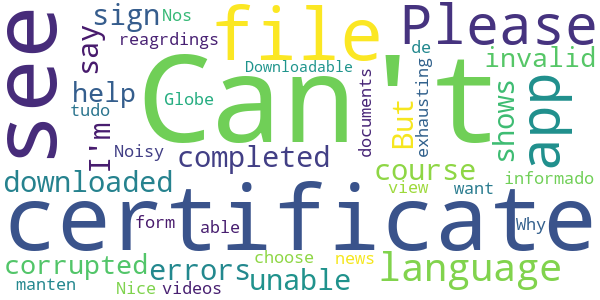 see
sign
Nos
file
Please
say
reagrdings
Can't
Downloadable
de
invalid
help
tudo
Globe
documents
But
exhausting
shows
app
I'm
Noisy
completed
course
downloaded
view
want
informado
certificate
form
able
Why
corrupted
errors
choose
news
language
manten
Nice
videos
unable